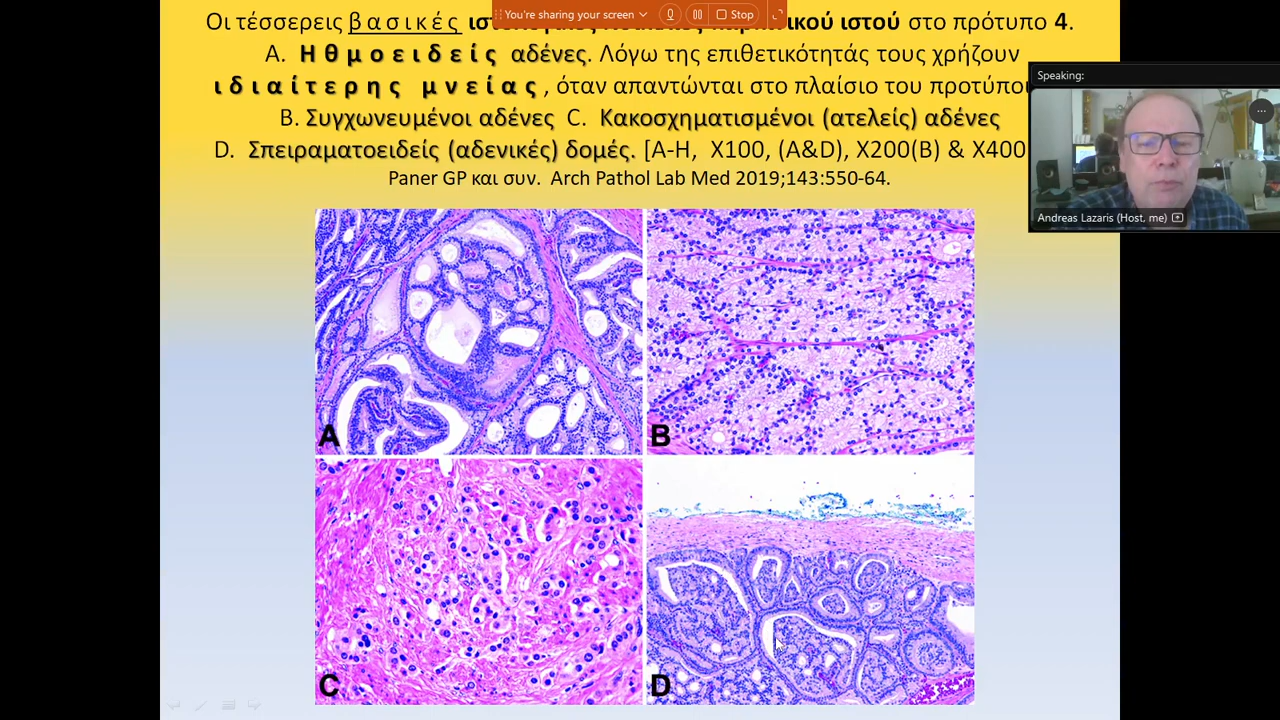 You're sharing your screen Stop
Οι τέσσερεις βασικές ιστού στο πρότυπο 4.
Α. Ηθμοειδείς αδένες. Λόγω της επιθετικότητάς τους χρήζουν
ιδιαίτερης μνείας, όταν απαντώνται στο πλαίσιο του
Speaking:
Β. Συγχωνευμένοι αδένες C. Κακοσχηματισμένοι (ατελείς) αδένες
D. Σπειραματοειδείς (αδενικές) δομές. [A-H, X100, (A&D), X200(B) & X400
Paner GP και συν. Arch Pathol Lab Med 2019;143:550-64.
Andreas Lazaris (Host, me)
A
B
C
D